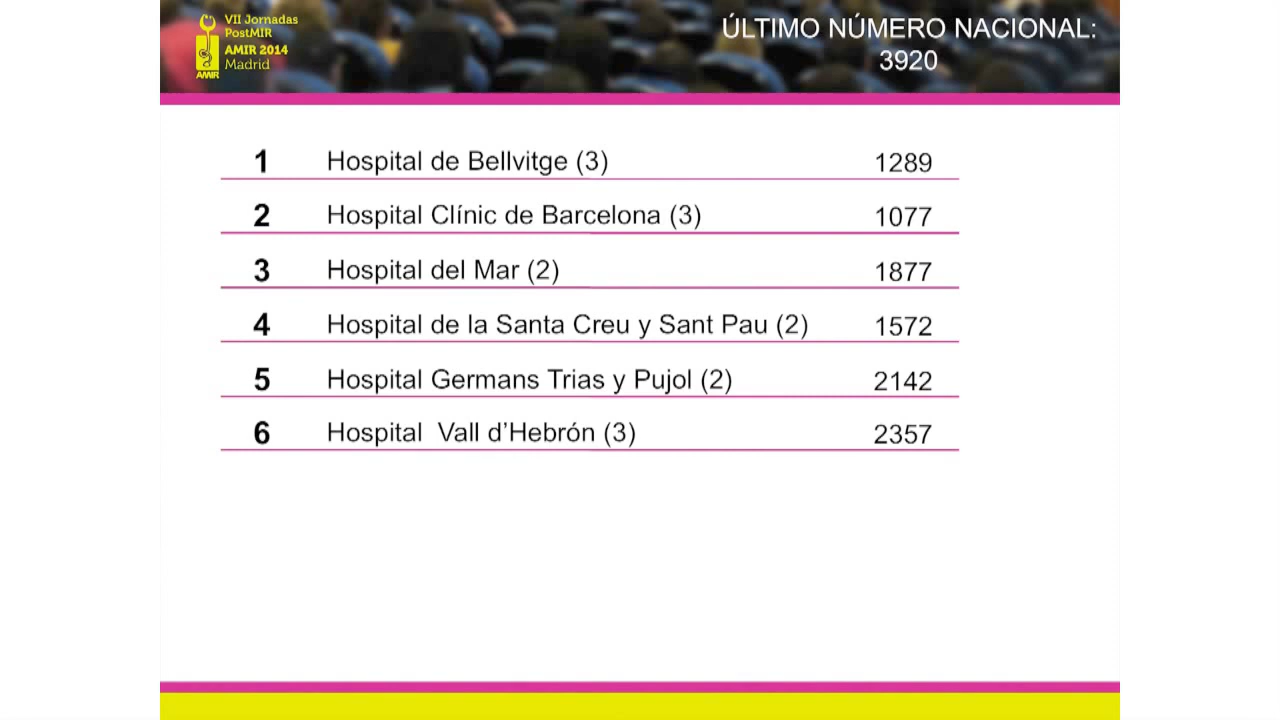 VII Jornadas
PostMIR
AMIR 2014
Madrid
AMIR
ÚLTIMO NÚMERO NACIONAL:
3920
1 Hospital de Bellvitge (3) 1289
2 Hospital Clínic de Barcelona (3) 1077
3 Hospital del Mar (2) 1877
4 Hospital de la Santa Creu y Sant Pau (2) 1572
5 Hospital Germans Trias y Pujol (2) 2142
6 Hospital Vall d’Hebrón (3) 2357